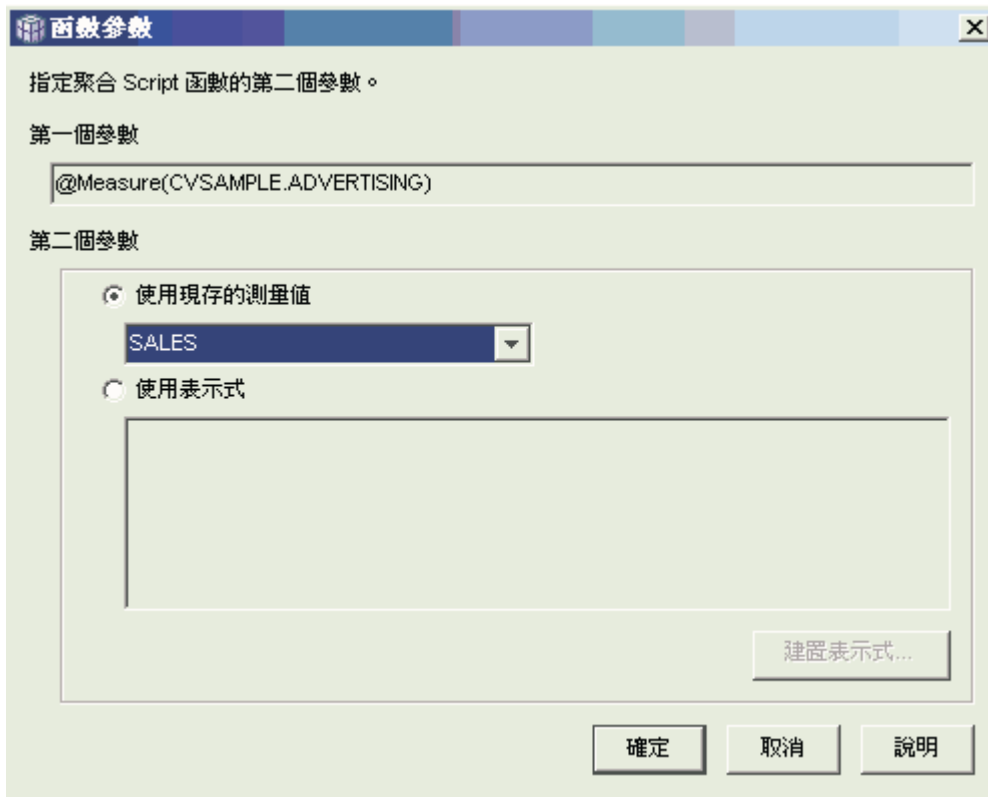 函數參數
指定聚合 Script 函數的第二個參數。
第一個參數
@Measure(CVSAMPLE.ADVERTISING)
第二個參數
使用現存的測量值
SALES
使用表示式
建置表示式...
確定 取消 說明